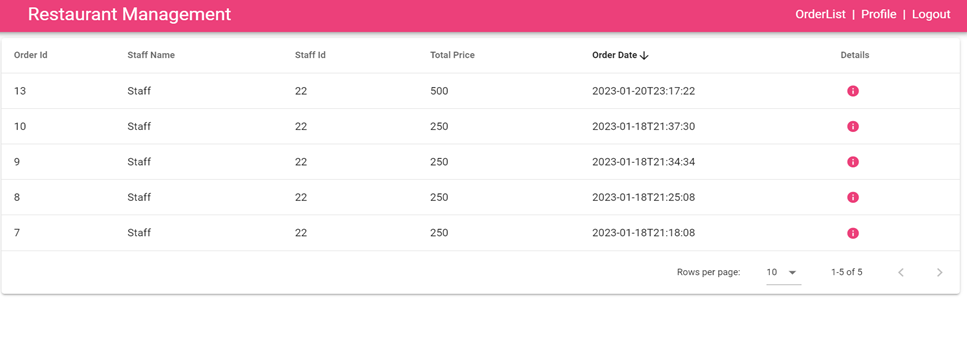 Restaurant Management OrderList | Profile | Logout
Order Id Staff Name Staff Id Total Price Order Date Details
13 Staff 22 500 2023-01-20T23:17:22
10 Staff 22 250 2023-01-18T21:37:30
9 Staff 22 250 2023-01-18T21:34:34
8 Staff 22 250 2023-01-18T21:25:08
7 Staff 22 250 2023-01-18T21:18:08
Rows per page: 10 1-5 of 5